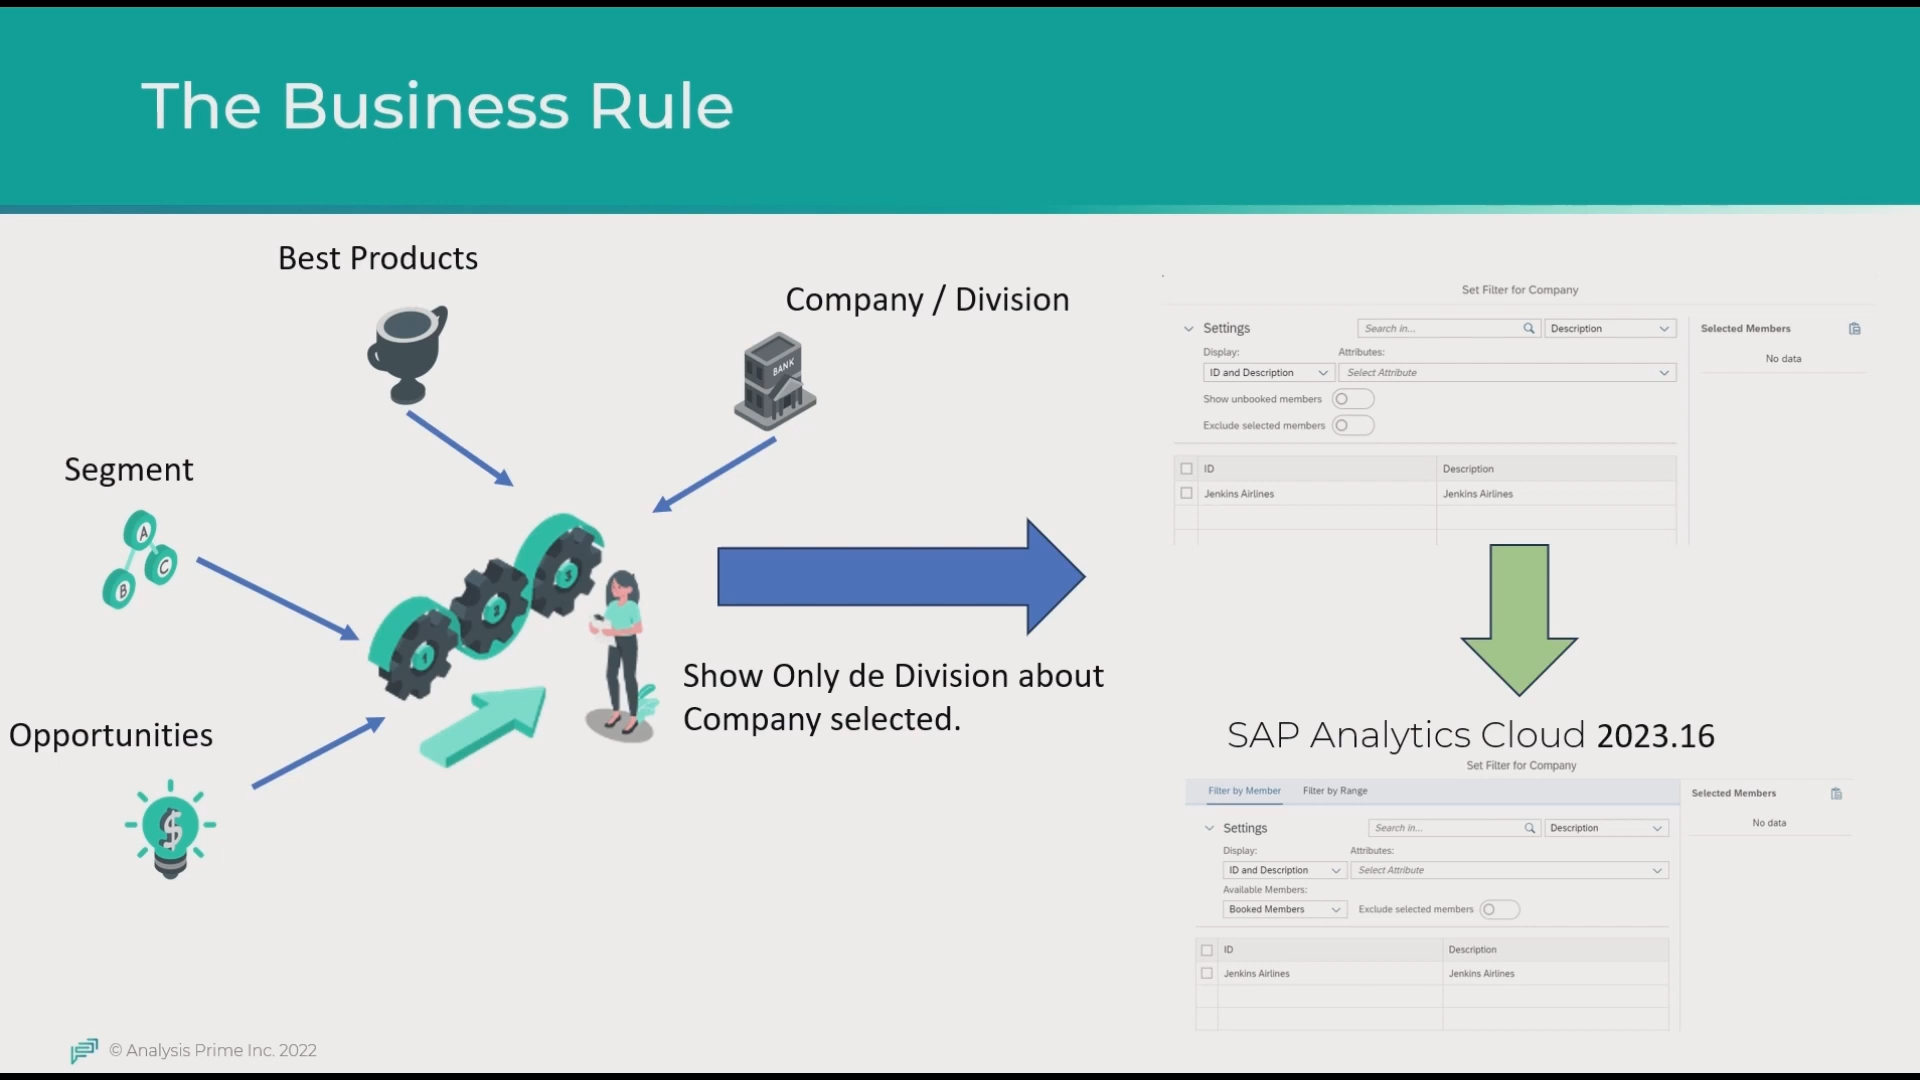 The Business Rule
Best Products
Company / Division
BANK
Segment
A
C
B
Opportunities
$
1
2
3
Show Only de Division about
Company selected.
Set Filter for Company
Settings
Search in...
Description
Selected Members
Display:
Attributes:
No data
ID and Description
Select Attribute
Show unbooked members
Exclude selected members
ID
Description
Jenkins Airlines
Jenkins Airlines
SAP Analytics Cloud 2023.16
Set Filter for Company
Filter by Member
Filter by Range
Selected Members
Settings
Search in...
Description
No data
Display:
Attributes:
ID and Description
Select Attribute
Available Members:
Booked Members
Exclude selected members
ID
Description
Jenkins Airlines
Jenkins Airlines
© Analysis Prime Inc. 2022